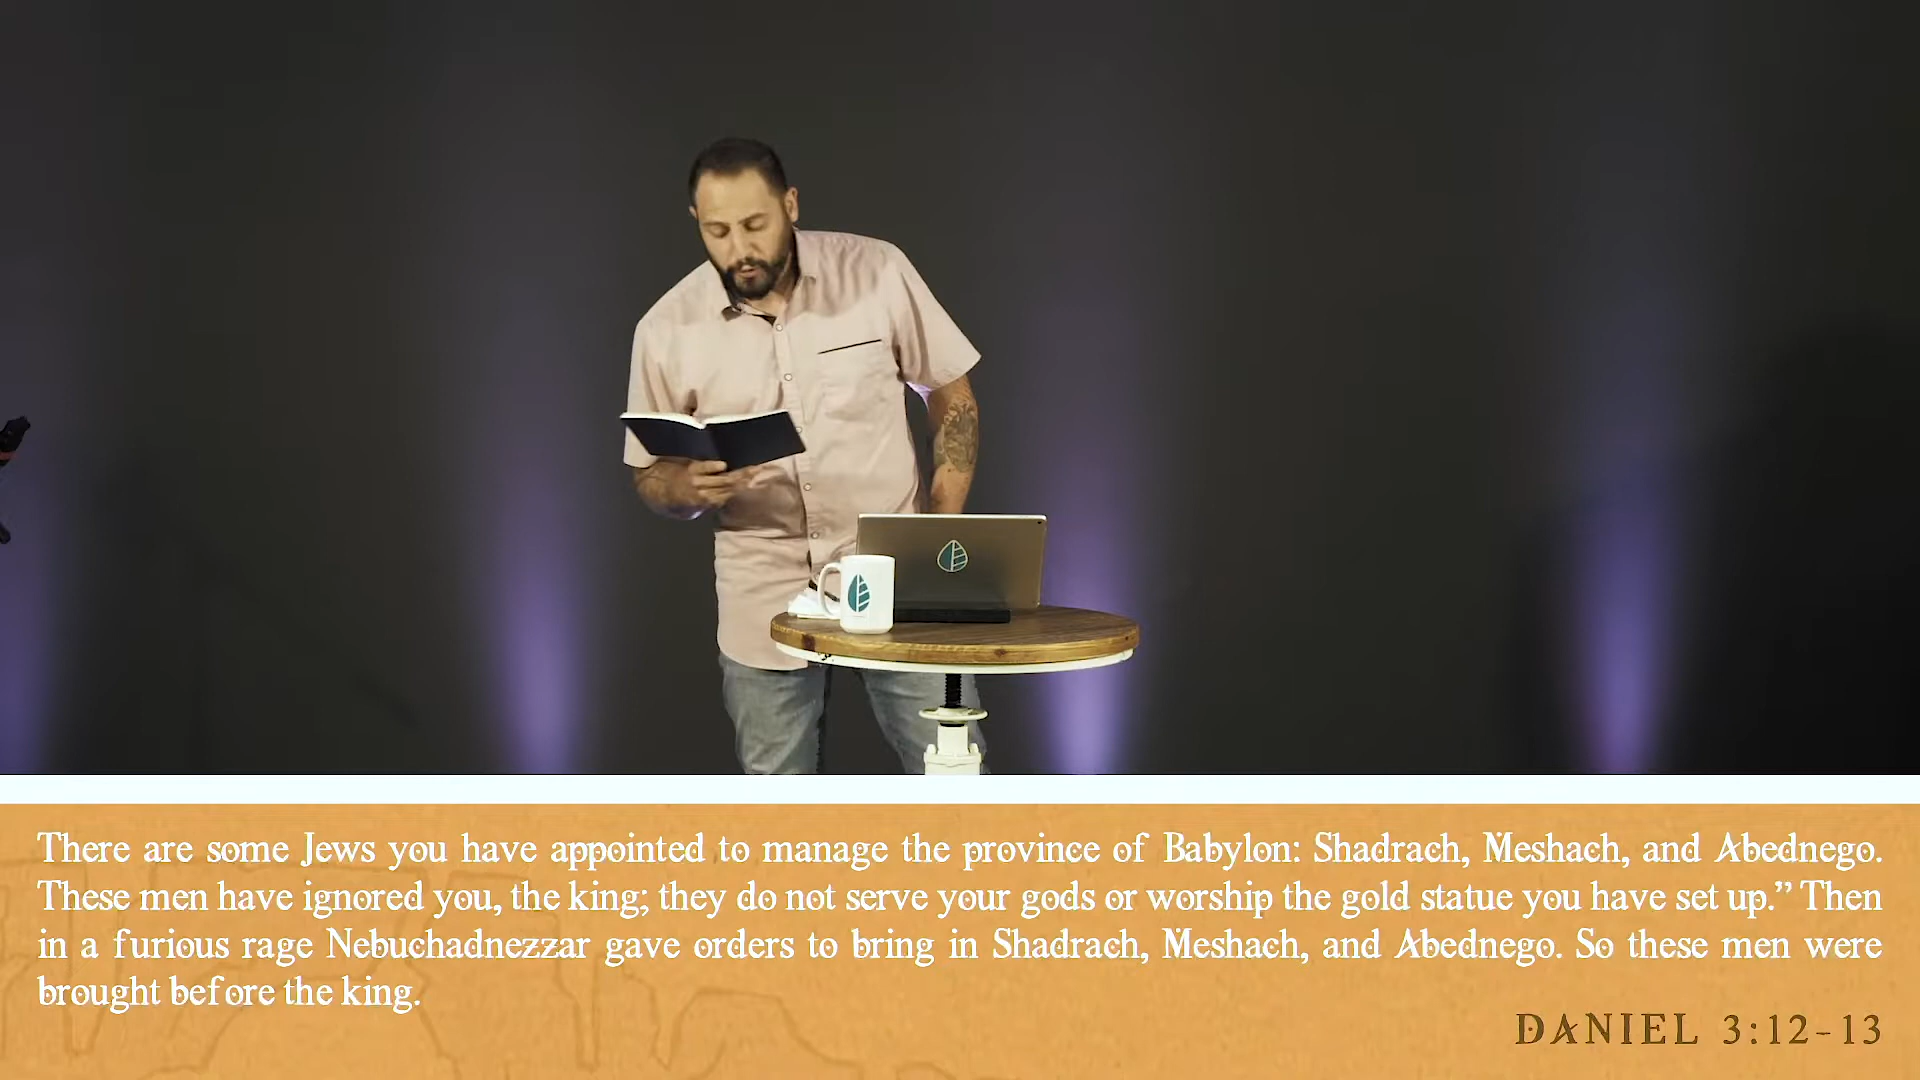 There are some Jews you have appointed to manage the province of Babylon: Shadrach, Meshach, and Abednego.
These men have ignored you, the king; they do not serve your gods or worship the gold statue you have set up.” Then
in a furious rage Nebuchadnezzar gave orders to bring in Shadrach, Meshach, and Abednego. So these men were
brought before the king.
DANIEL 3:12-13